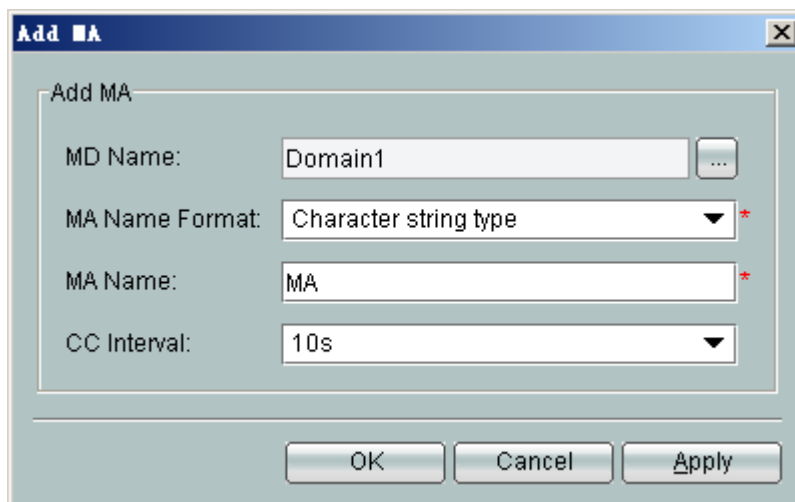 Add MA
Add MA
MD Name: Domain1 ...
MA Name Format: Character string type *
MA Name: MA *
CC Interval: 10s
OK Cancel Apply